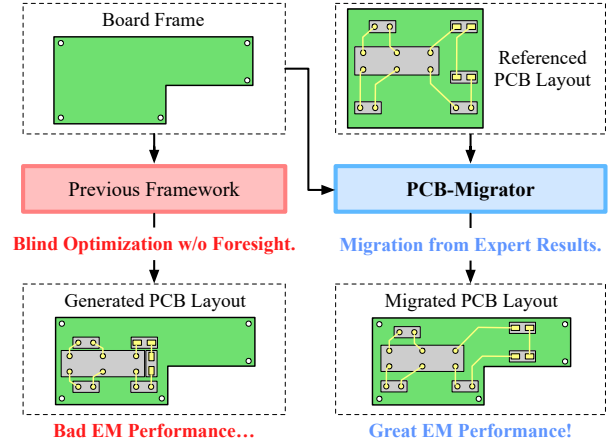 Board Frame
Referenced
PCB Layout
Previous Framework
PCB-Migrator
Blind Optimization w/o Foresight.
Migration from Expert Results.
Generated PCB Layout
Migrated PCB Layout
Bad EM Performance…
Great EM Performance!